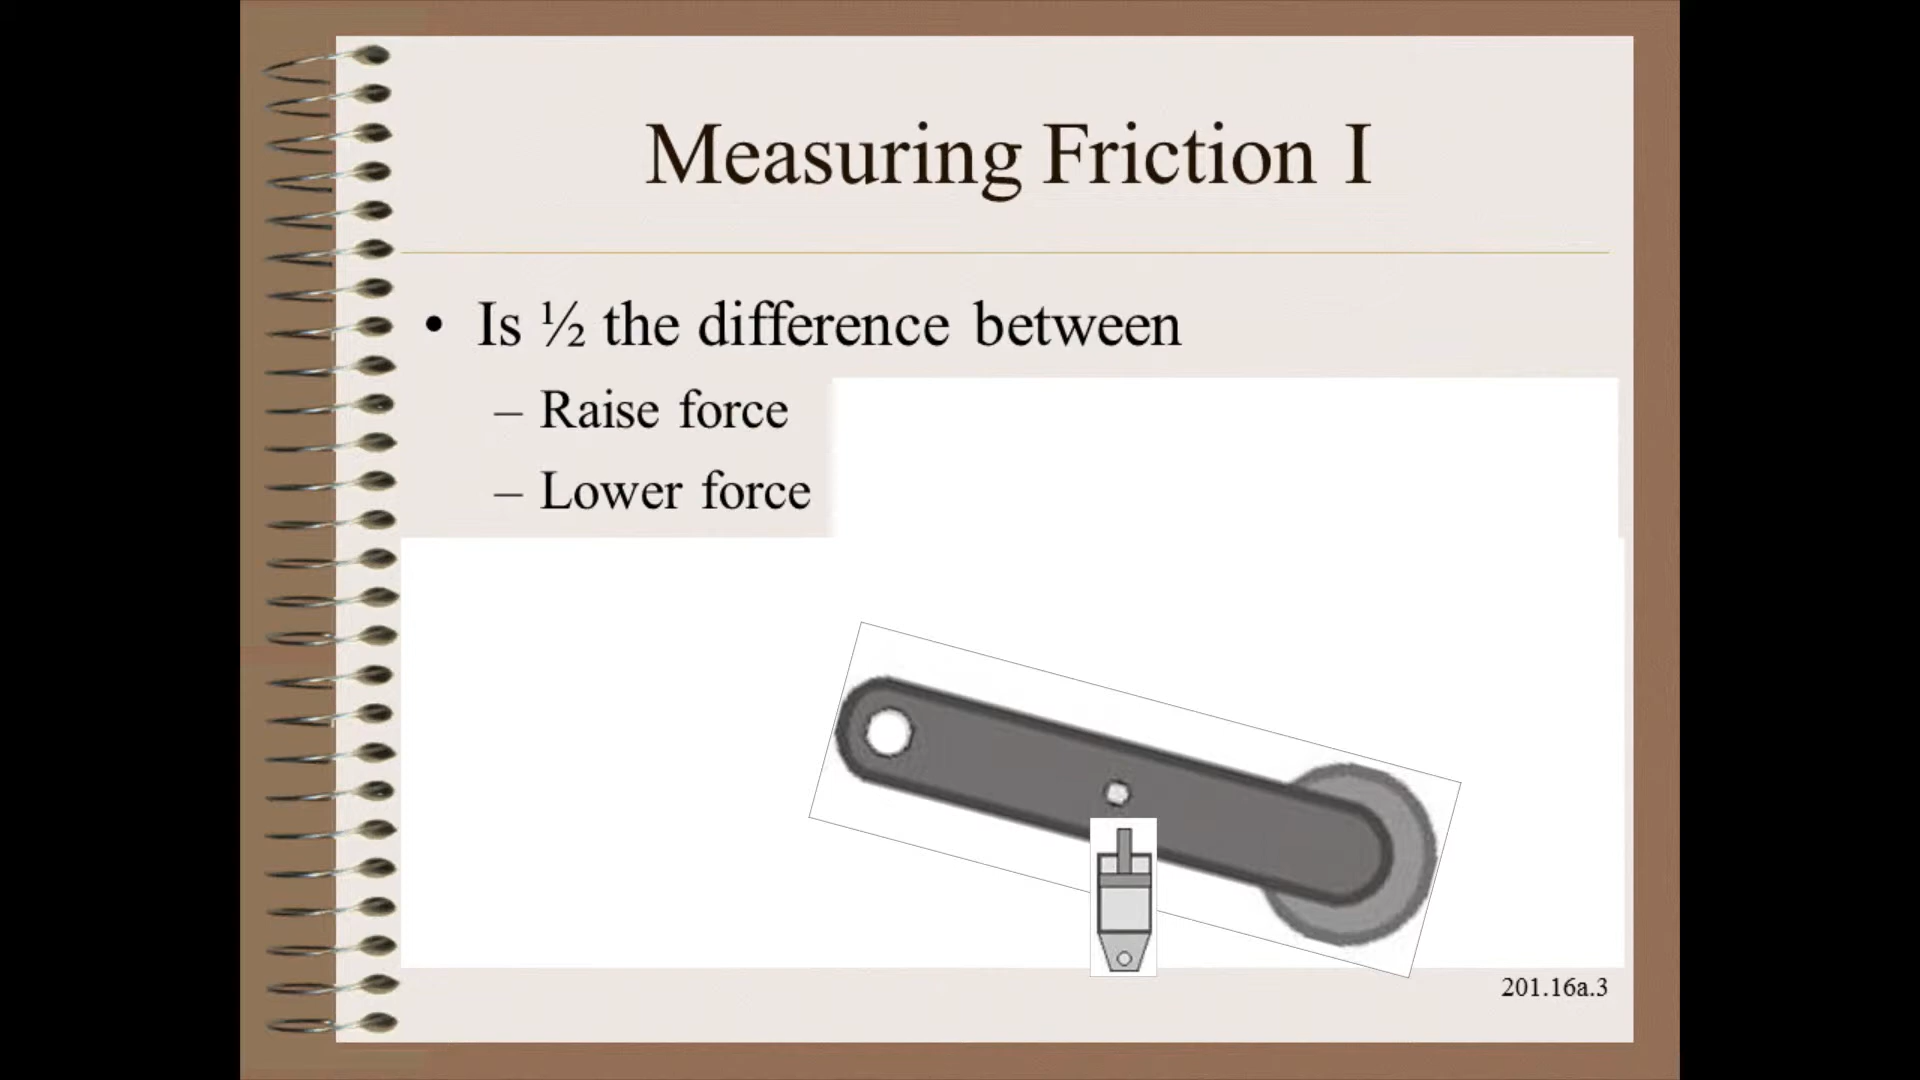 Measuring Friction I
• Is ½ the difference between
– Raise force
– Lower force
201.16a.3